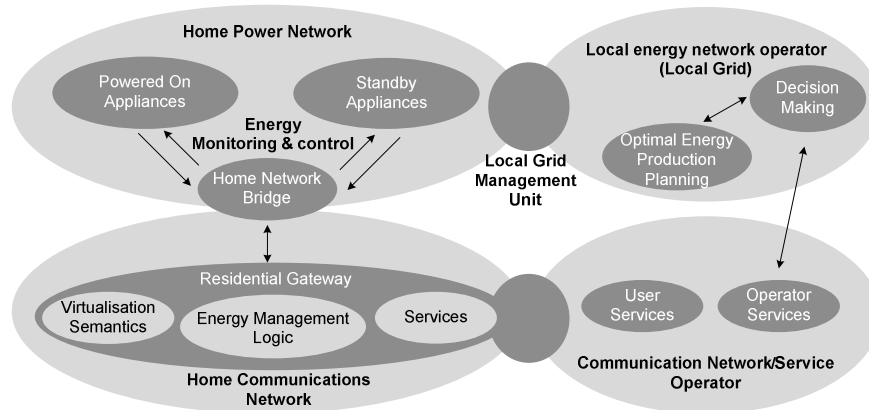 Home Power Network
Powered On
Appliances
Standby
Appliances
Energy
Monitoring & control
Home Network
Bridge
Local Grid
Management
Unit
Local energy network operator
(Local Grid)
Decision
Making
Optimal Energy
Production
Planning
Residential Gateway
Virtualisation
Semantics
Energy Management
Logic
Services
Home Communications
Network
User
Services
Operator
Services
Communication Network/Service
Operator